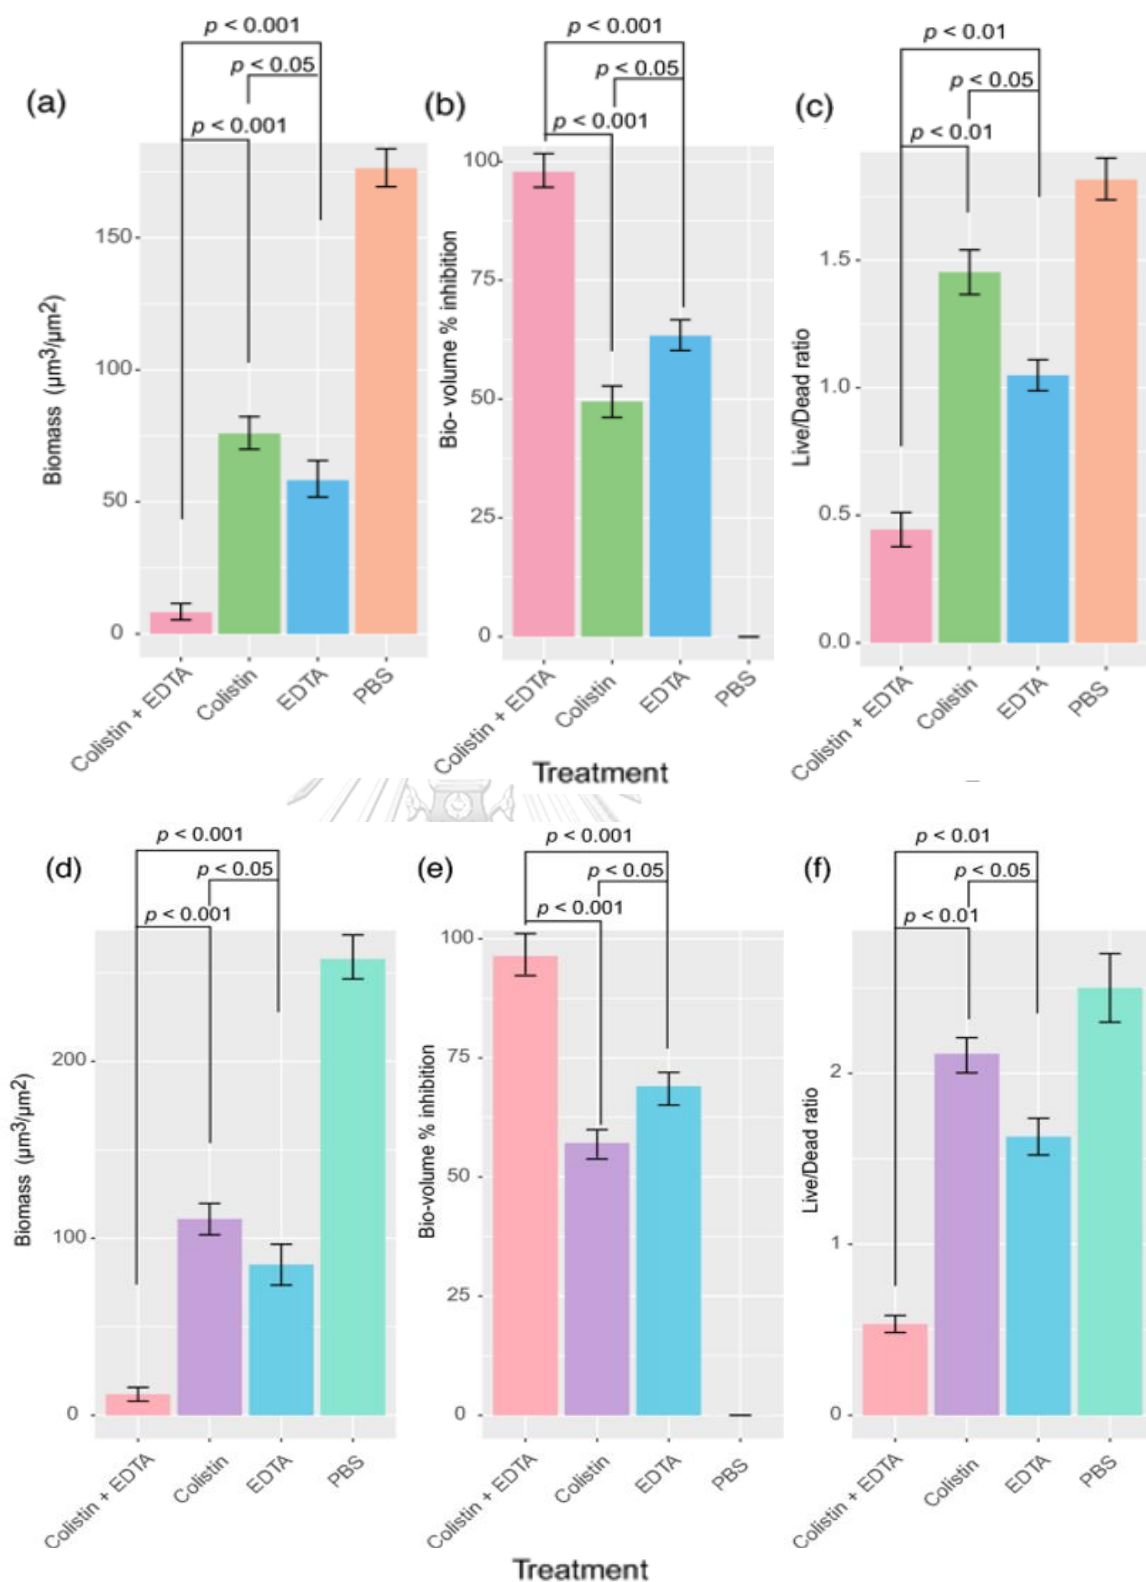 (a)
p < 0.001
p < 0.05
p < 0.001
Biomass (µm3/µm2)
150
100
50
0
Colistin + EDTA
Colistin
EDTA
PBS
(b)
p < 0.001
p < 0.05
p < 0.001
Bio- volume % inhibition
100
75
50
25
0
Colistin + EDTA
Colistin
EDTA
PBS
(c)
p < 0.01
p < 0.05
p < 0.01
Live/Dead ratio
1.5
1.0
0.5
0.0
Colistin + EDTA
Colistin
EDTA
PBS
Treatment
(d)
p < 0.001
p < 0.05
p < 0.001
Biomass (µm3/µm2)
200
100
0
Colistin + EDTA
Colistin
EDTA
PBS
(e)
p < 0.001
p < 0.05
p < 0.001
Bio-volume % inhibition
100
75
50
25
0
Colistin + EDTA
Colistin
EDTA
PBS
(f)
p < 0.01
p < 0.05
p < 0.01
Live/Dead ratio
2
1
0
Colistin + EDTA
Colistin
EDTA
PBS
Treatment